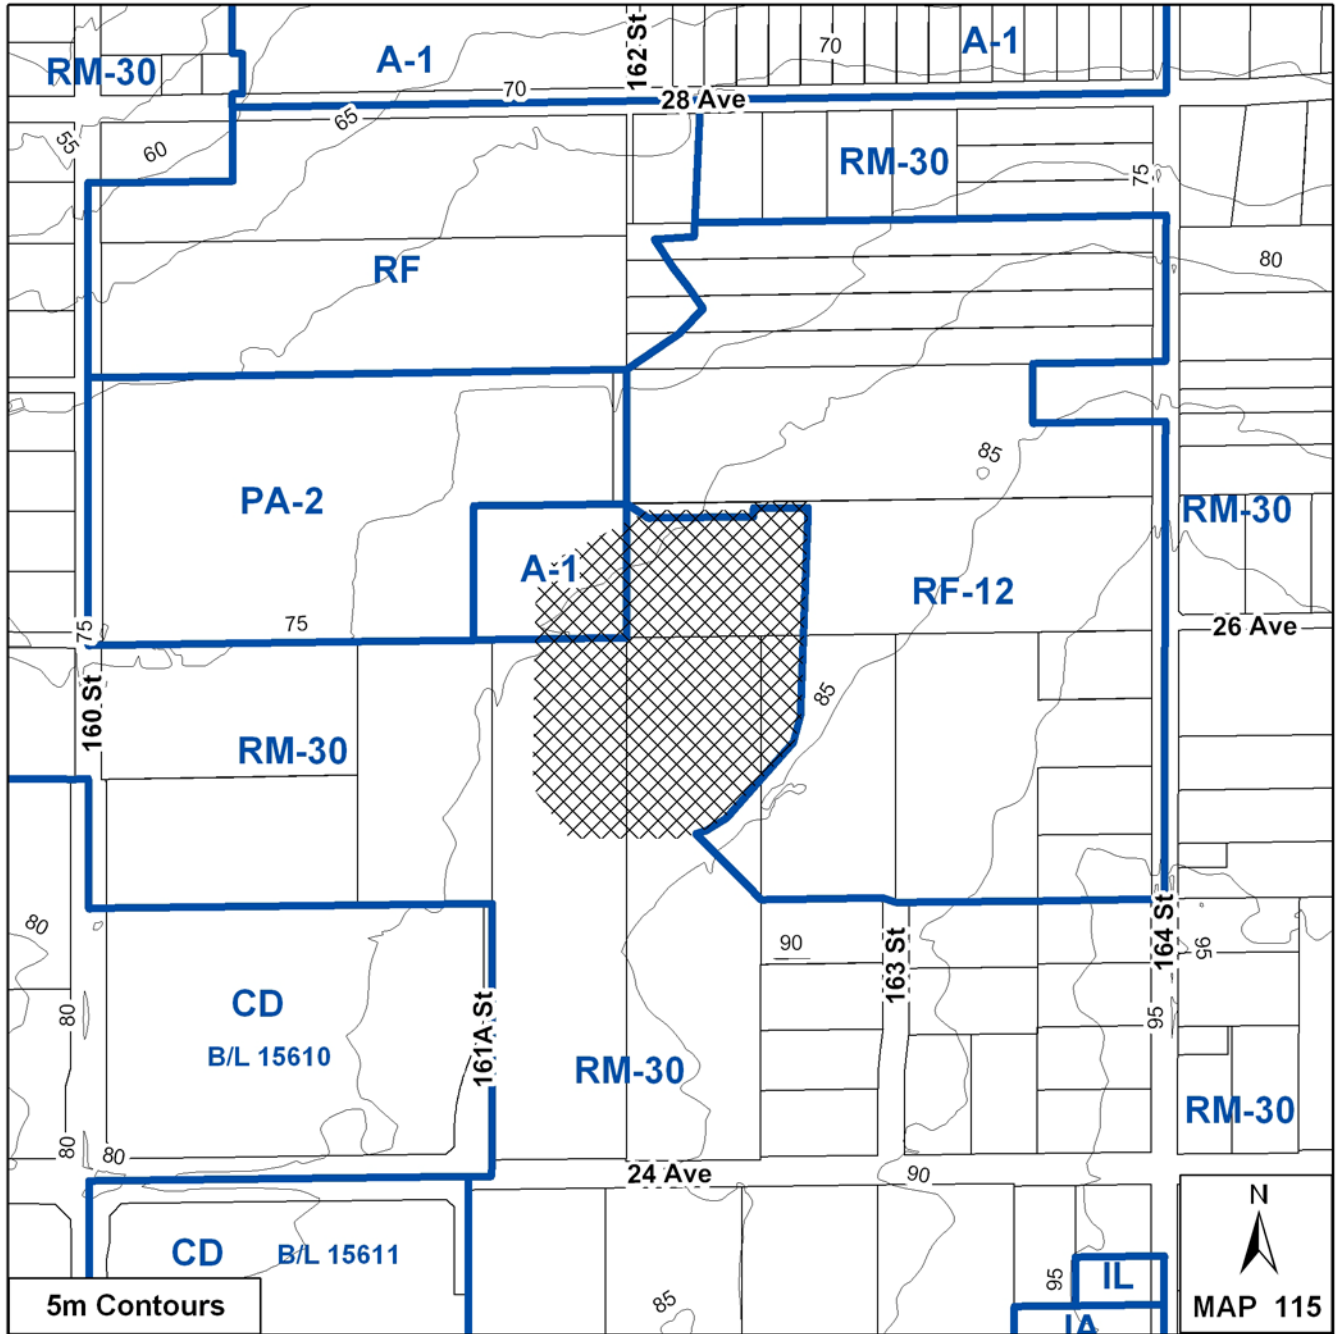 162 St
A-1
A-1
70
RM-30
70
28 Ave
65
55
60
RM-30
75
RF
80
85
PA-2
RM-30
A-1
RF-12
75
75
26 Ave
85
160 St
RM-30
80
90
163 St
164 St
95
CD
80
161A St
95
B/L 15610
RM-30
RM-30
80
80
24 Ave
90
N
CD
B/L 15611
95
IL
5m Contours
85
MAP 115
IA